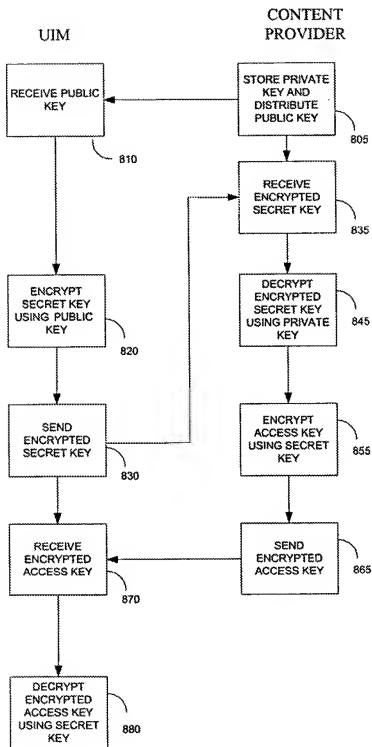 UIM
CONTENT
PROVIDER
RECEIVE PUBLIC
KEY
810
STORE PRIVATE
KEY AND
DISTRIBUTE
PUBLIC KEY
805
RECEIVE
ENCRYPTED
SECRET KEY
835
ENCRYPT
SECRET KEY
USING PUBLIC
KEY
820
DECRYPT
ENCRYPTED
SECRET KEY
USING PRIVATE
KEY
845
SEND
ENCRYPTED
SECRET KEY
830
ENCRYPT
ACCESS KEY
USING SECRET
KEY
855
RECEIVE
ENCRYPTED
ACCESS KEY
870
SEND
ENCRYPTED
ACCESS KEY
865
DECRYPT
ENCRYPTED
ACCESS KEY
USING SECRET
KEY
880